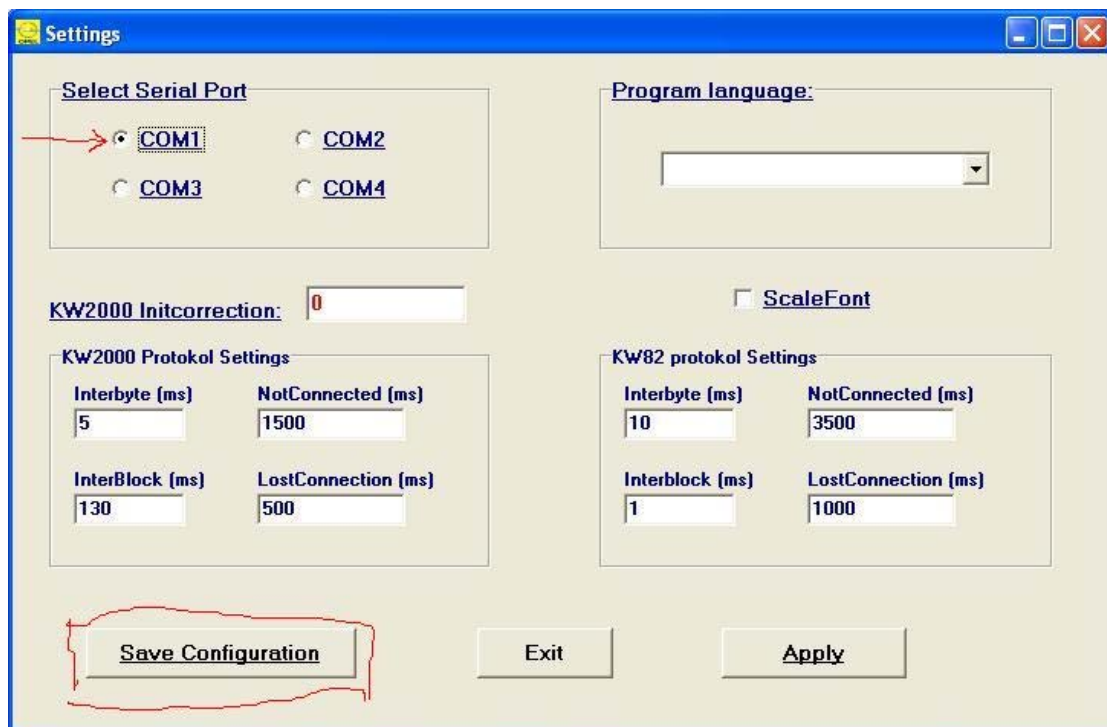 Settings
Select Serial Port
COM1 COM2
COM3 COM4
Program language:
KW2000 Initcorrection: 0
ScaleFont
KW2000 Protokol Settings
Interbyte (ms) NotConnected (ms)
5 1500
InterBlock (ms) LostConnection (ms)
130 500
KW82 protokol Settings
Interbyte (ms) NotConnected (ms)
10 3500
Interblock (ms) LostConnection (ms)
1 1000
Save Configuration Exit Apply